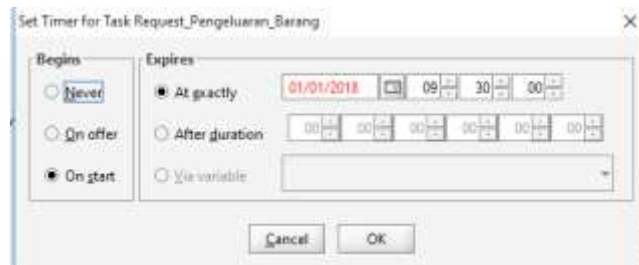 Set Timer for Task Request_Pengeluaran_Barang
Begins
Never
On offer
On start
Expires
At exactly 01/01/2018 09 30 00
After duration 00 00 00 00 00 00
Via variable
Cancel OK